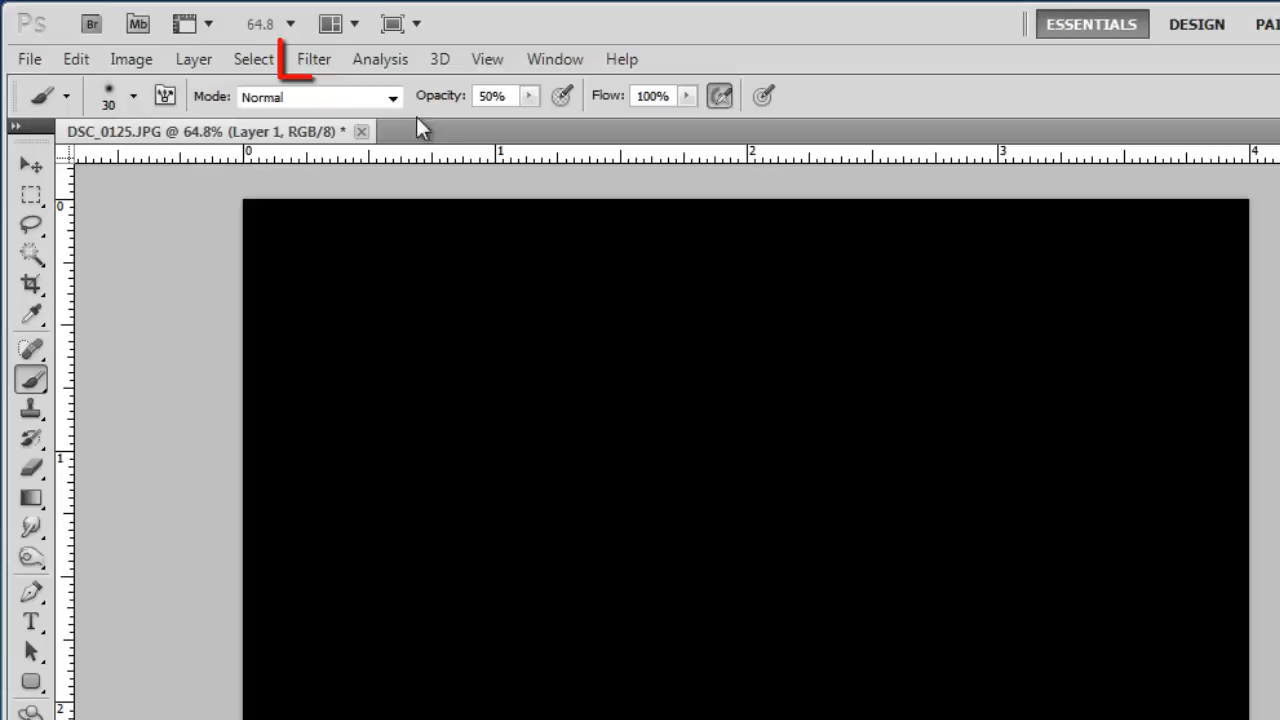 Ps Br Mb 64.8 ESSENTIALS DESIGN PAI
File Edit Image Layer Select Filter Analysis 3D View Window Help
30 Mode: Normal Opacity: 50% Flow: 100%
DSC_0125.JPG @ 64.8% (Layer 1, RGB/8) *
0 1 2 3 4
0
1
T
2